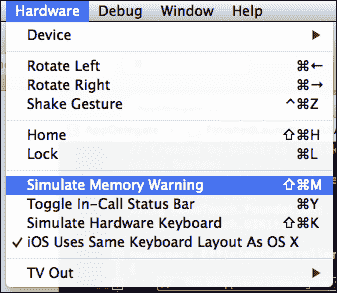 Hardware Debug Window Help
Device ▶
Rotate Left ⌘←
Rotate Right ⌘→
Shake Gesture ^⌘Z
Home ⇧⌘H
Lock ⌘L
Simulate Memory Warning ⇧⌘M
Toggle In-Call Status Bar ⌘Y
Simulate Hardware Keyboard ⇧⌘K
✓ iOS Uses Same Keyboard Layout As OS X
TV Out ▶